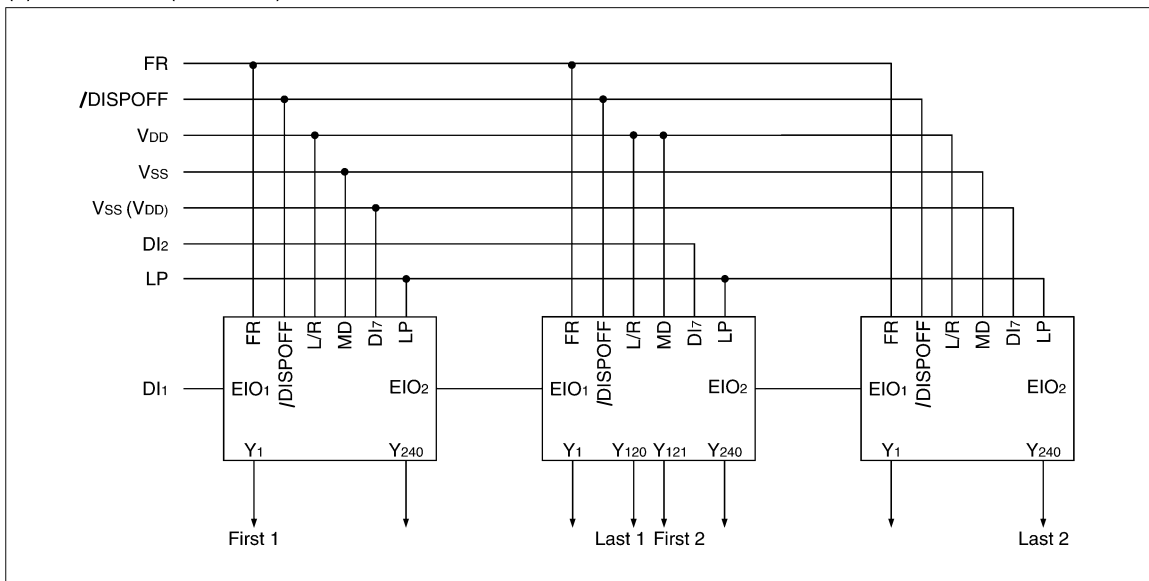 FR
/DISPOFF
VDD
VSS
VSS (VDD)
DI2
LP
FR /DISPOFF L/R MD DI7 LP
FR /DISPOFF L/R MD DI7 LP
FR /DISPOFF L/R MD DI7 LP
DI1 EIO1 EIO2 EIO1 EIO2 EIO1 EIO2
Y1 Y240 Y1 Y120 Y121 Y240 Y1 Y240
First 1 Last 1 First 2 Last 2